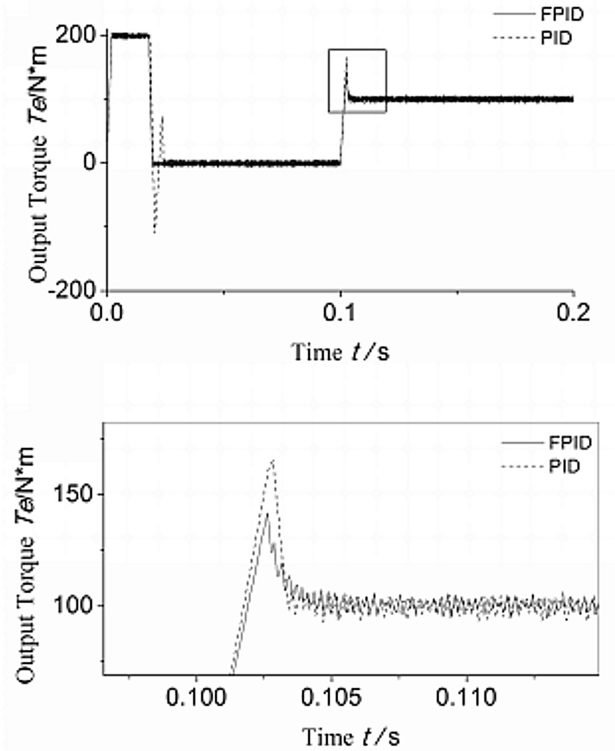 FPID
PID
200
0
-200
Output Torque Te/N*m
0.0
0.1
0.2
Time t/s
FPID
PID
150
100
Output Torque Te/N*m
0.100
0.105
0.110
Time t/s